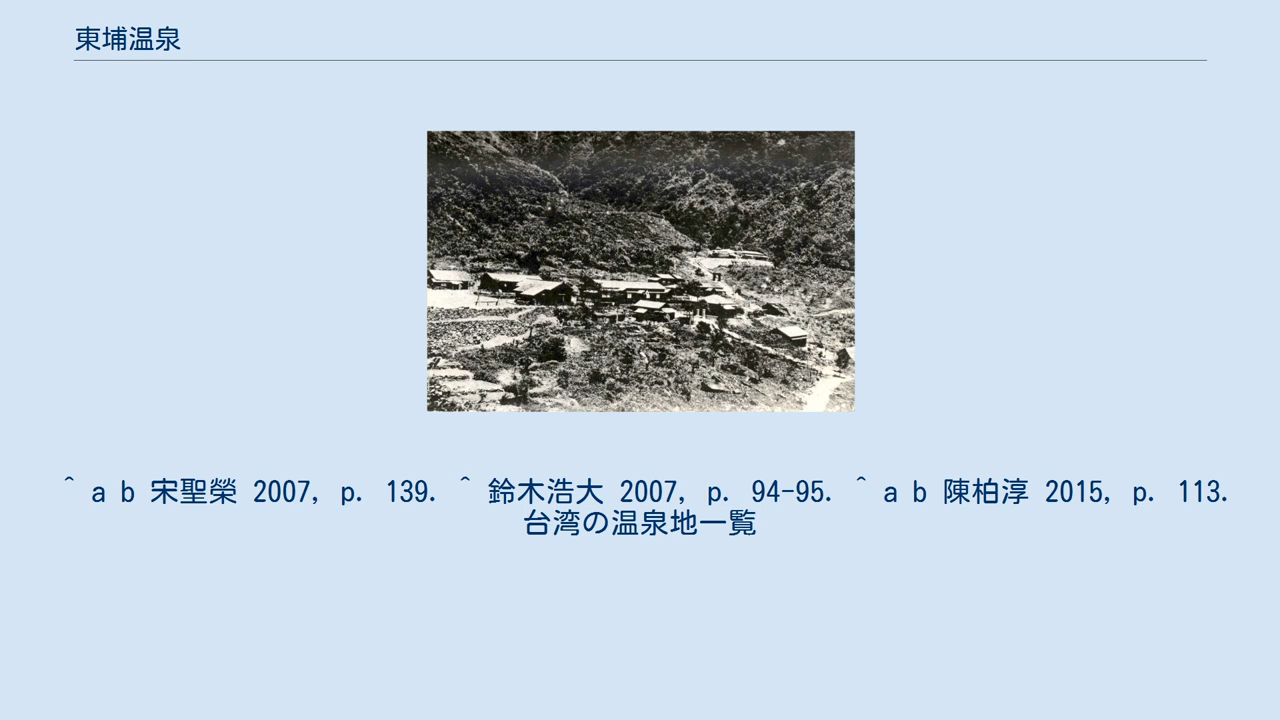 東埔温泉
^ a b 宋聖榮 2007, p. 139. ^ 鈴木浩大 2007, p. 94-95. ^ a b 陳柏淳 2015, p. 113.
台湾の温泉地一覧